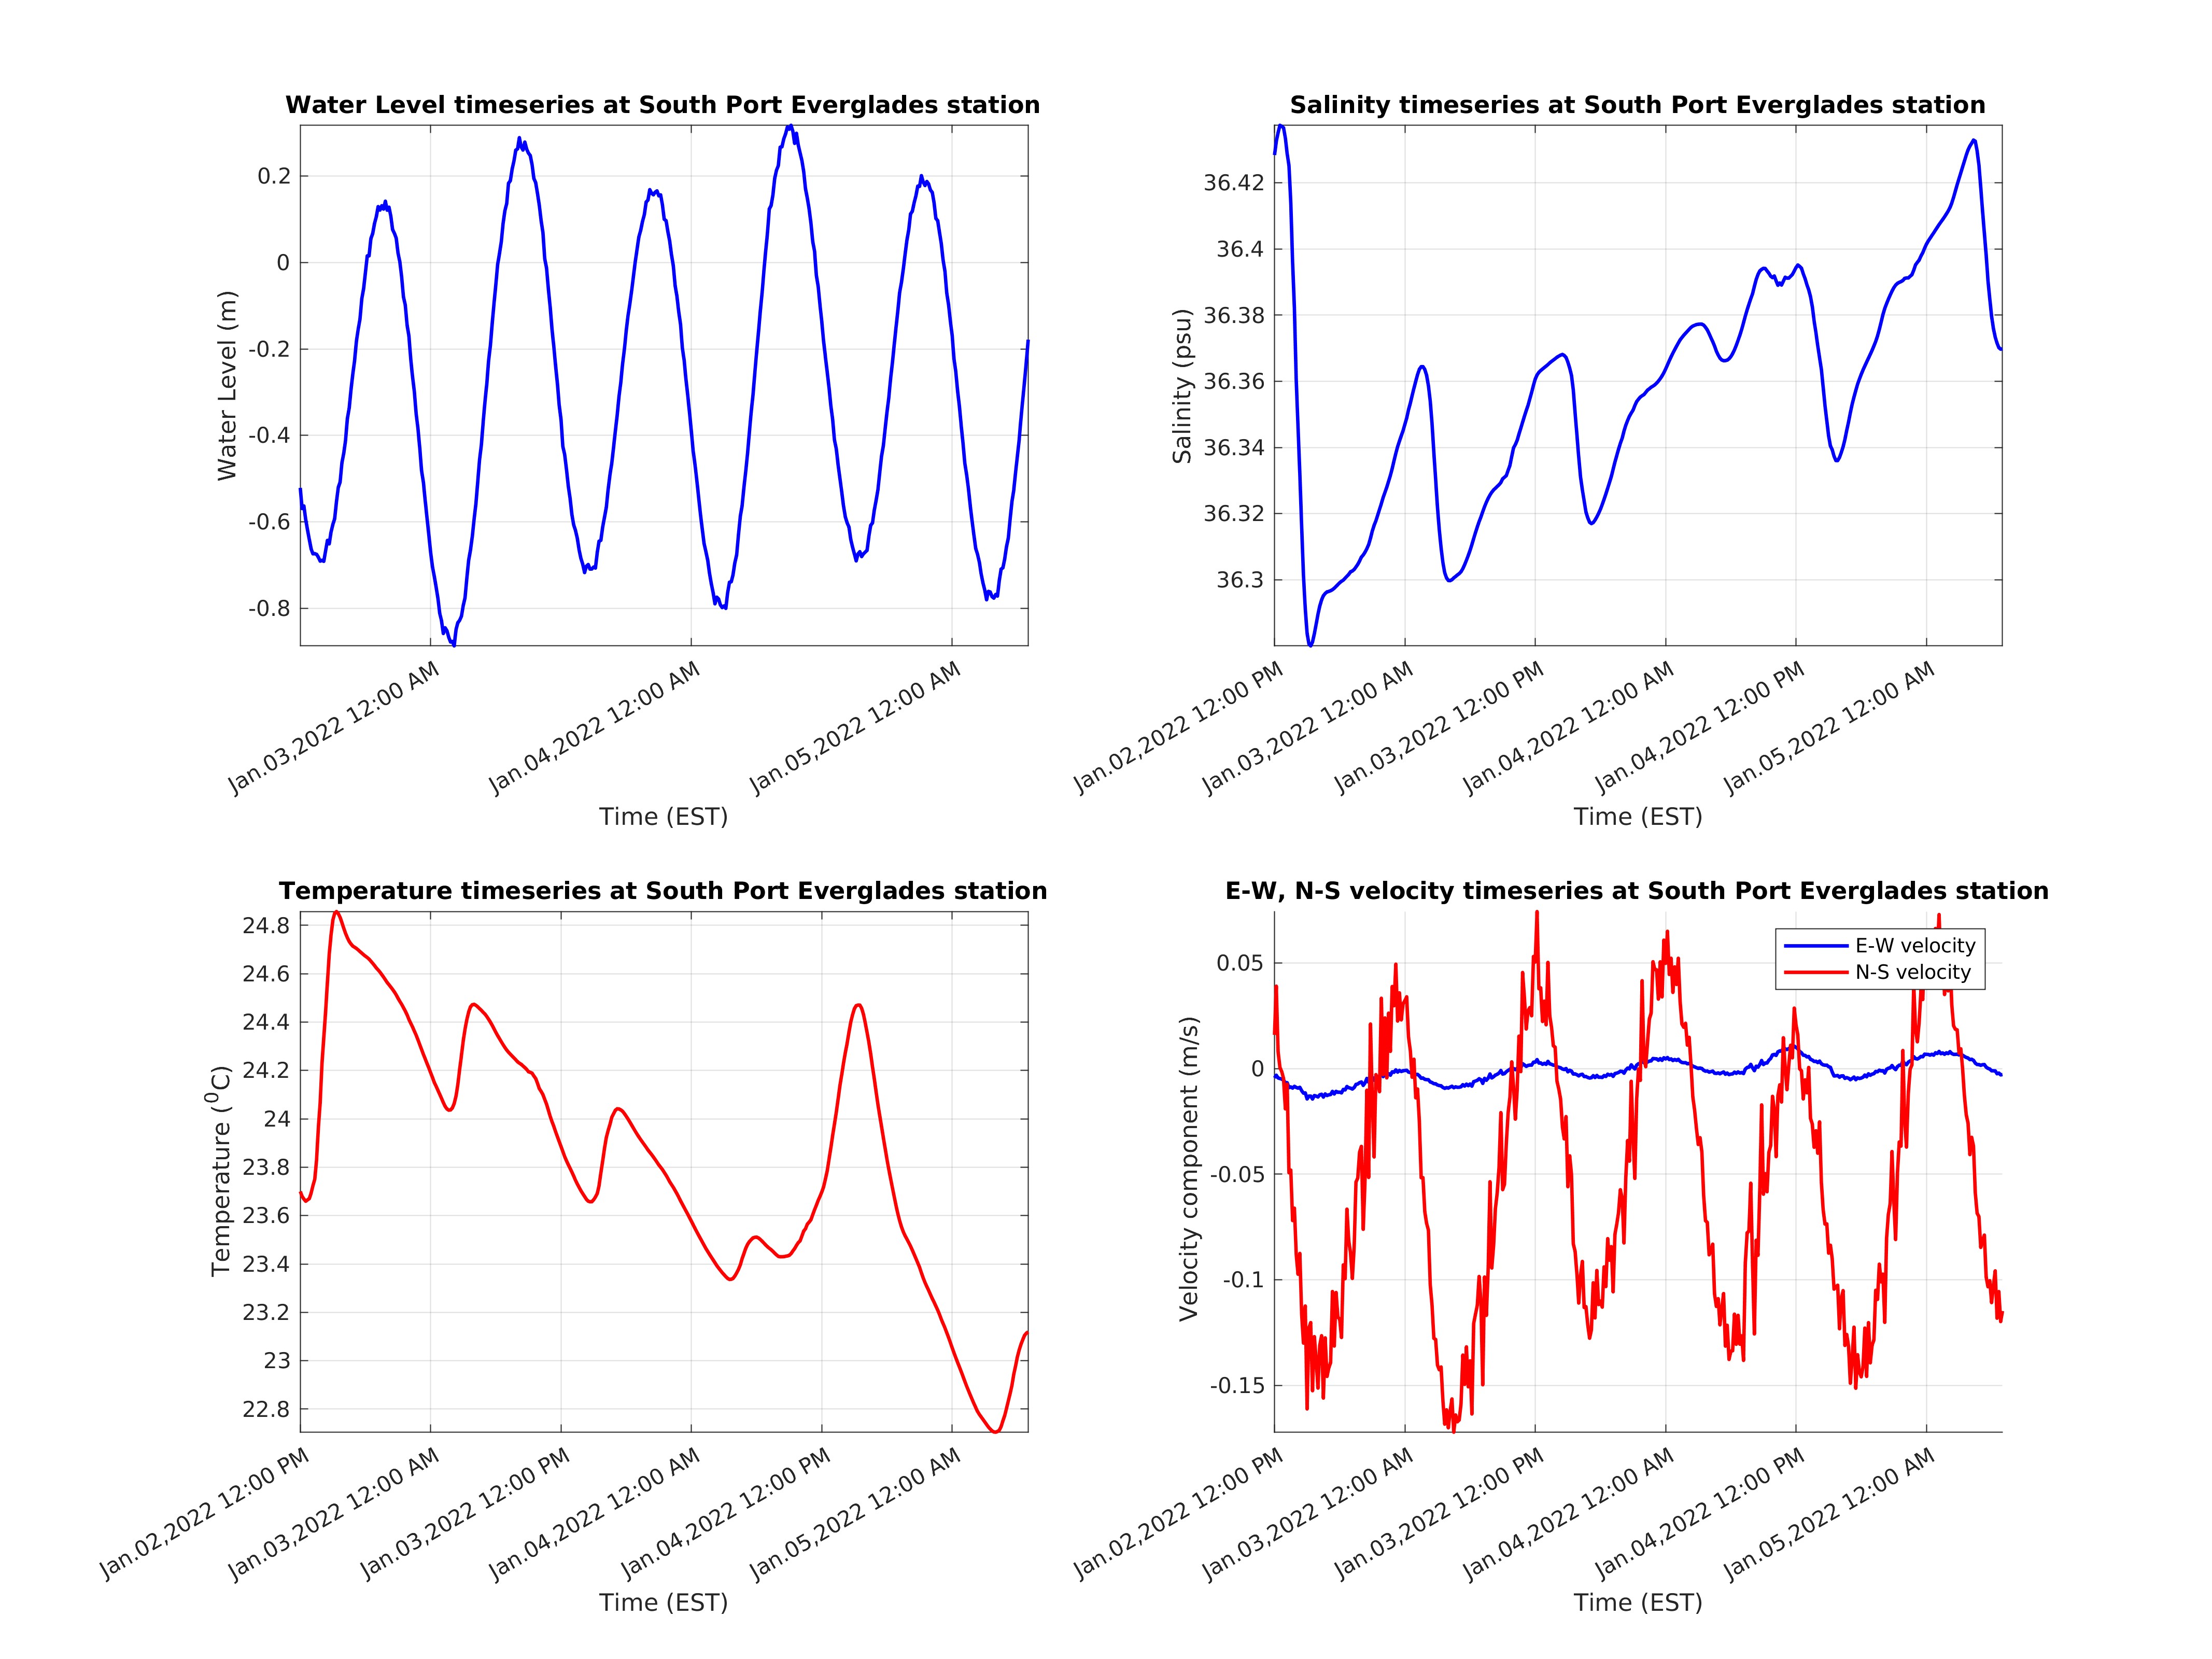 Water Level timeseries at South Port Everglades station
Water Level (m)
0.2
0
-0.2
-0.4
-0.6
-0.8
Jan.03,2022 12:00 AM
Jan.04,2022 12:00 AM
Jan.05,2022 12:00 AM
Time (EST)
Salinity timeseries at South Port Everglades station
Salinity (psu)
36.42
36.4
36.38
36.36
36.34
36.32
36.3
Jan.02,2022 12:00 PM
Jan.03,2022 12:00 AM
Jan.03,2022 12:00 PM
Jan.04,2022 12:00 AM
Jan.04,2022 12:00 PM
Jan.05,2022 12:00 AM
Time (EST)
Temperature timeseries at South Port Everglades station
Temperature (⁰C)
24.8
24.6
24.4
24.2
24
23.8
23.6
23.4
23.2
23
22.8
Jan.02,2022 12:00 PM
Jan.03,2022 12:00 AM
Jan.03,2022 12:00 PM
Jan.04,2022 12:00 AM
Jan.04,2022 12:00 PM
Jan.05,2022 12:00 AM
Time (EST)
E-W, N-S velocity timeseries at South Port Everglades station
Velocity component (m/s)
0.05
0
-0.05
-0.1
-0.15
E-W velocity
N-S velocity
Jan.02,2022 12:00 PM
Jan.03,2022 12:00 AM
Jan.03,2022 12:00 PM
Jan.04,2022 12:00 AM
Jan.04,2022 12:00 PM
Jan.05,2022 12:00 AM
Time (EST)